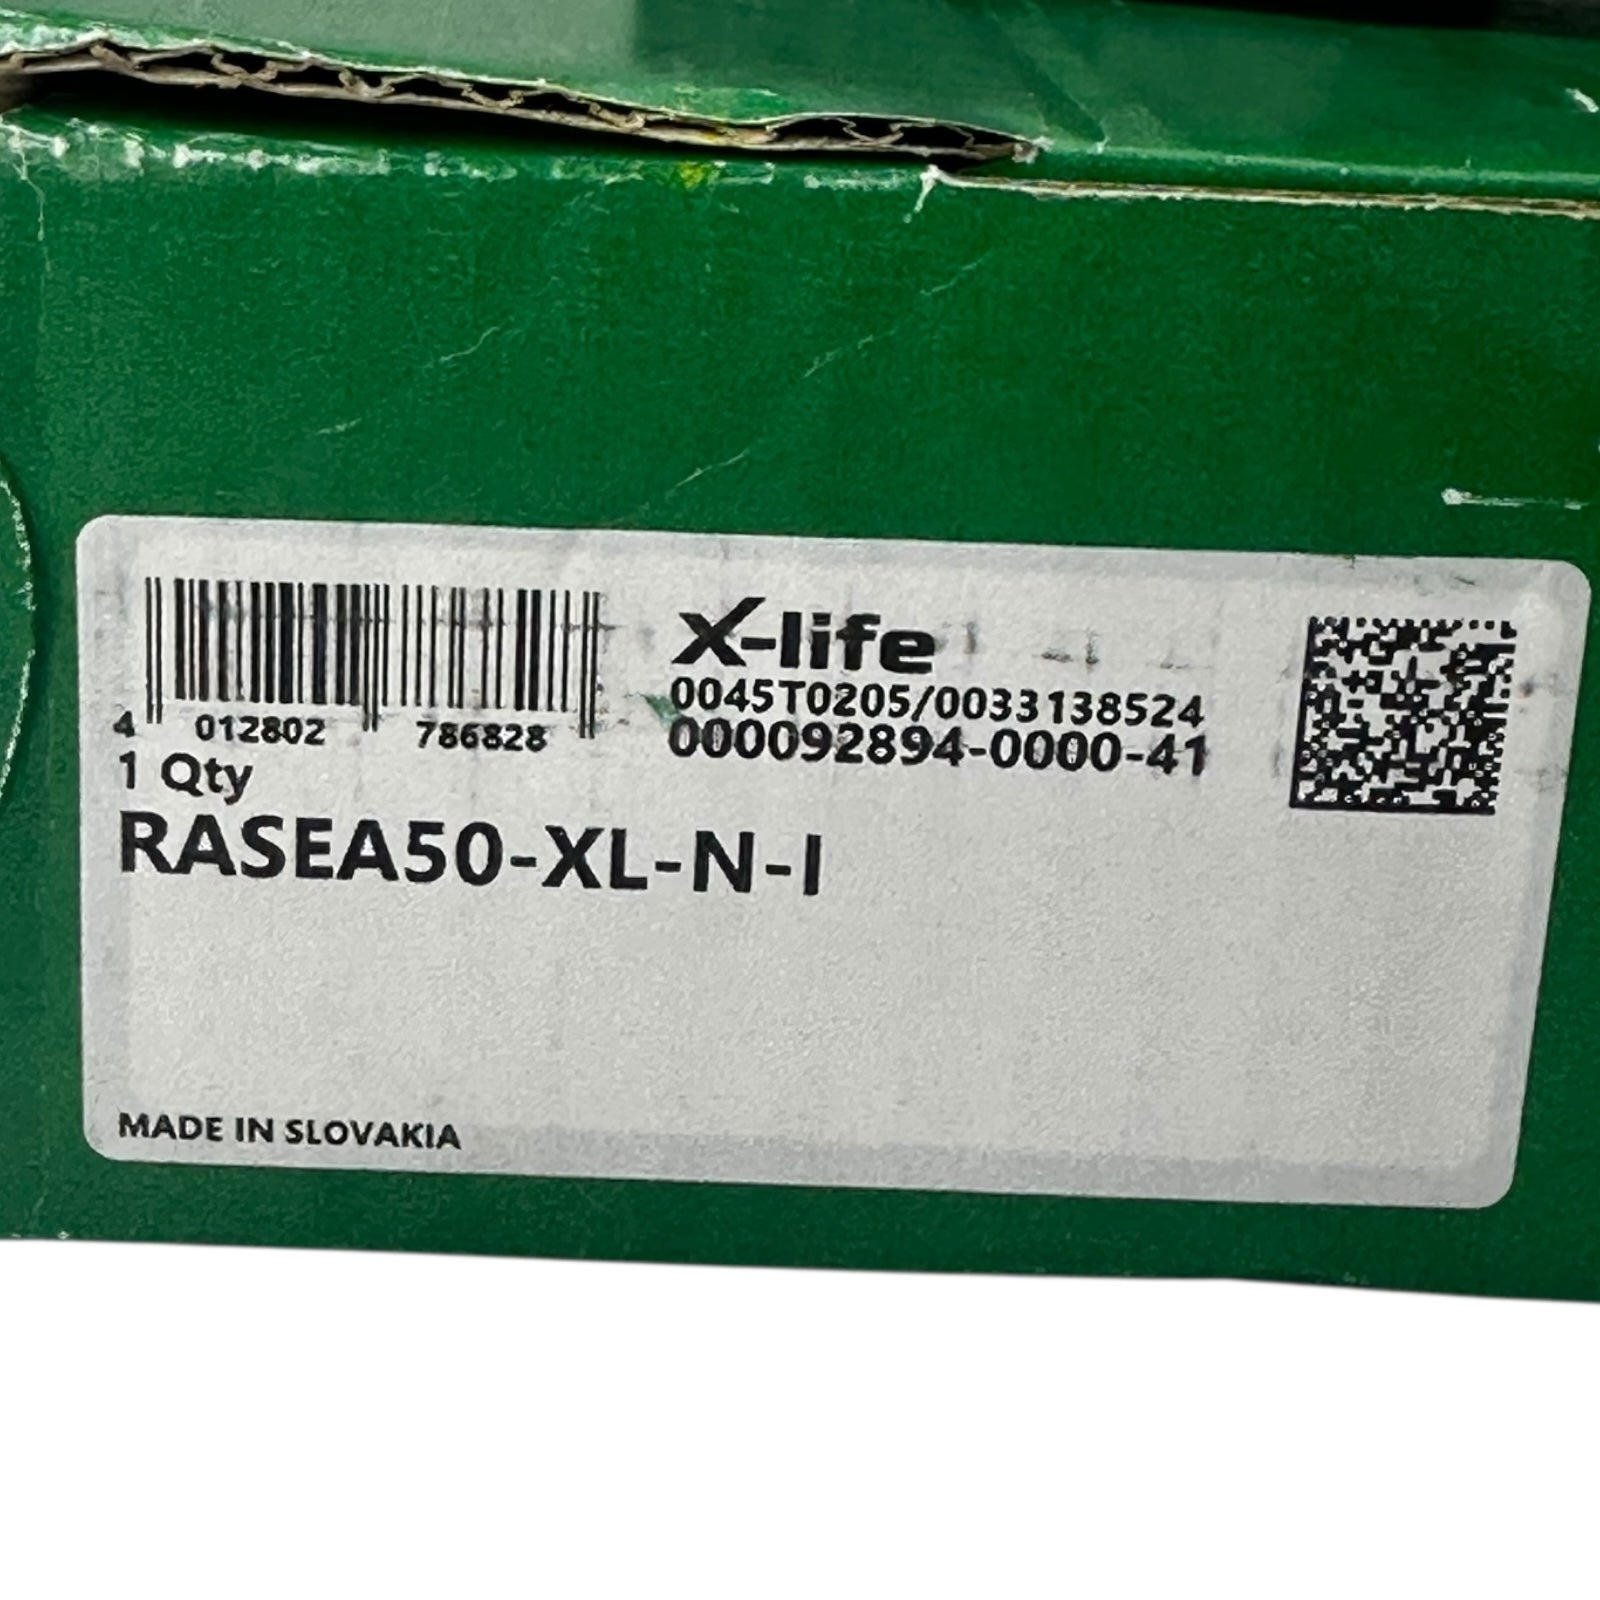 4 012802 786828
X-life
0045T0205/0033138524
000092894-0000-41
1 Qty
RASEA50-XL-N-I
MADE IN SLOVAKIA